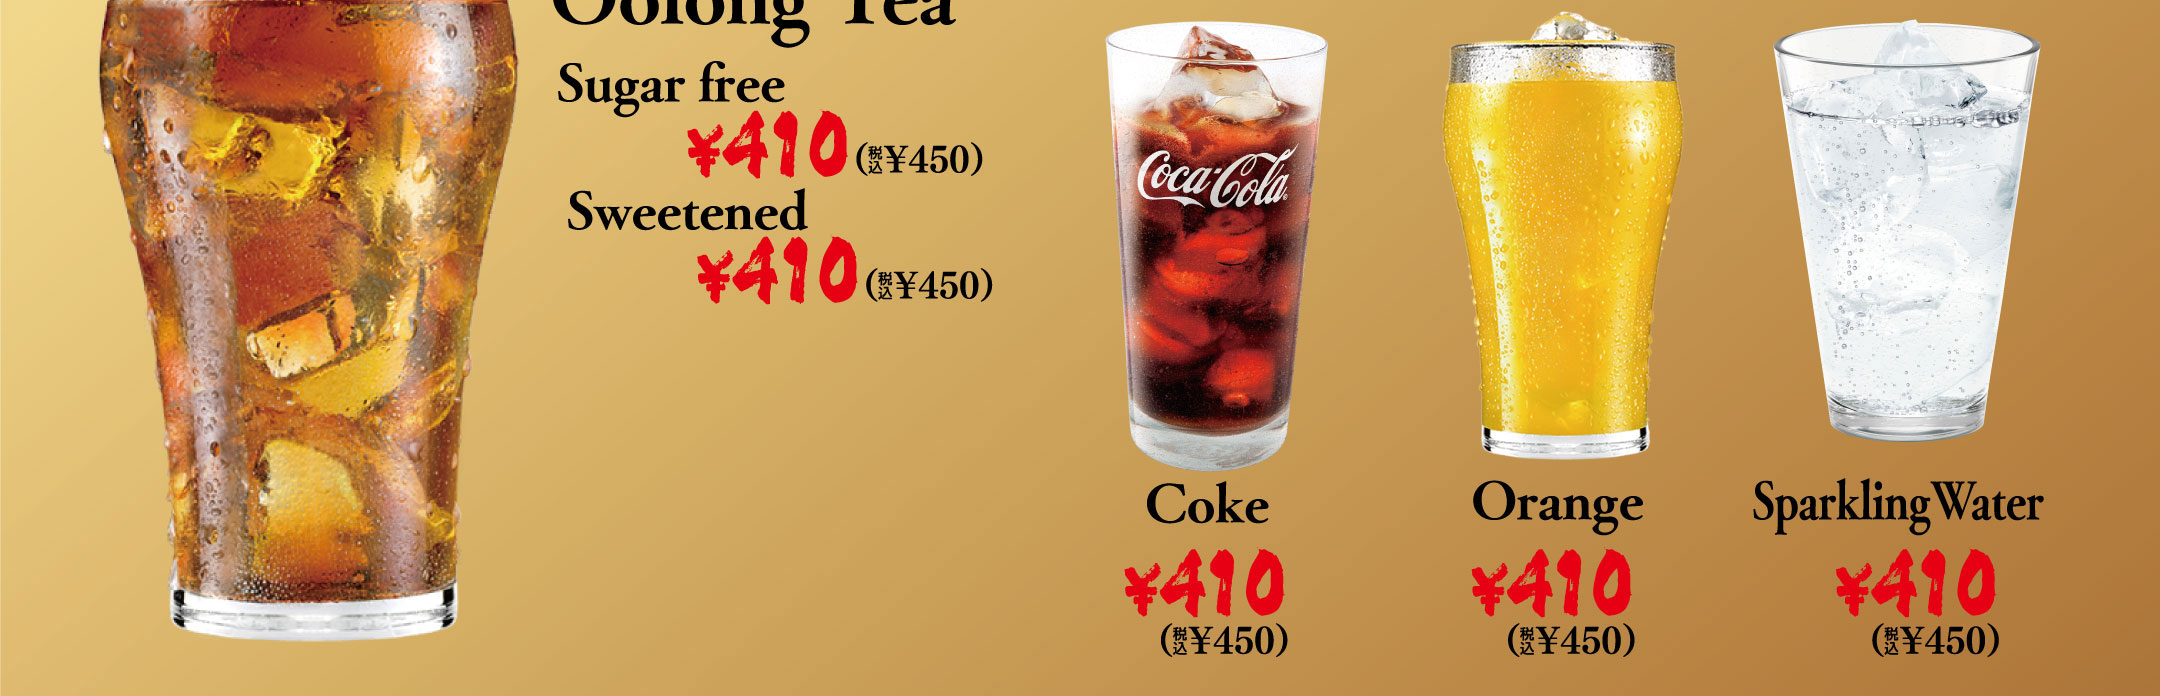 Oolong Tea
Sugar free
¥410 (税込¥450)
Sweetened
¥410 (税込¥450)
Coca-Cola
Coke
¥410
(税込¥450)
Orange
¥410
(税込¥450)
Sparkling Water
¥410
(税込¥450)